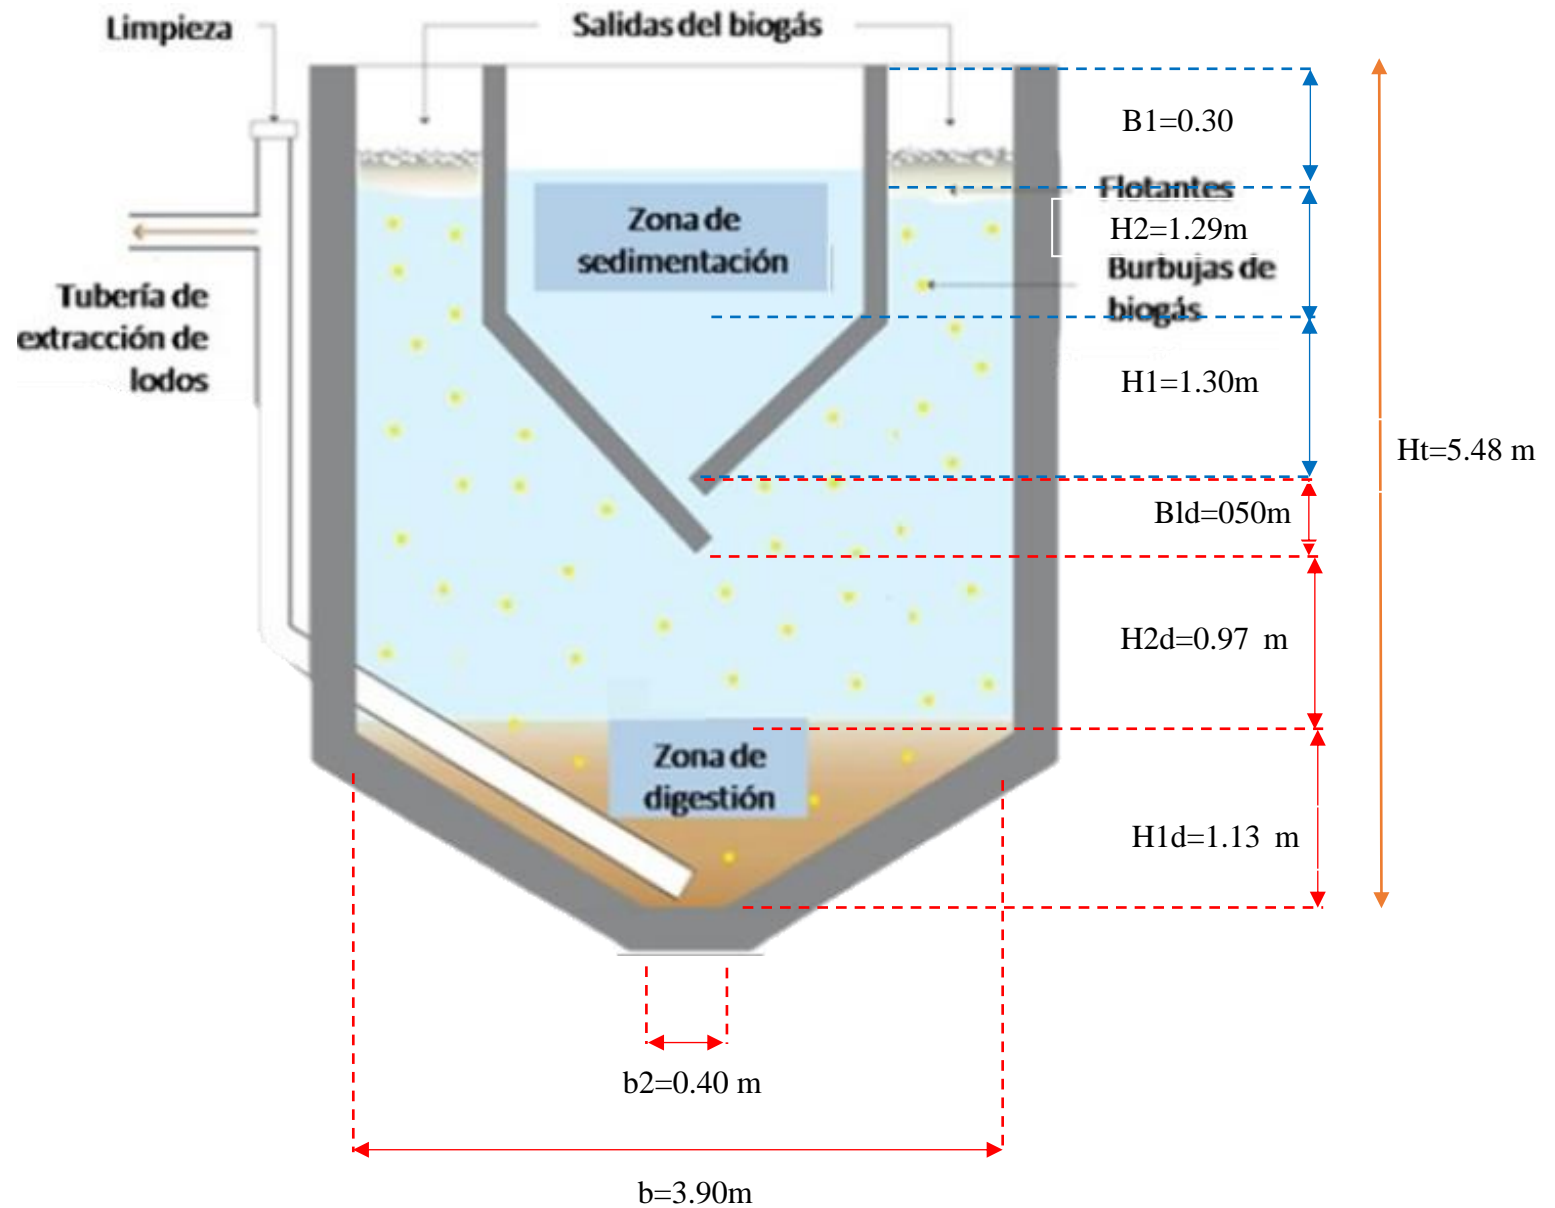 Limpieza
Salidas del biogás
B1=0.30
Flotantes
Zona de
sedimentación
H2=1.29m
Burbujas de
biogás
Tubería de
extracción de
lodos
H1=1.30m
Ht=5.48 m
Bld=050m
H2d=0.97 m
Zona de
digestión
H1d=1.13 m
b2=0.40 m
b=3.90m